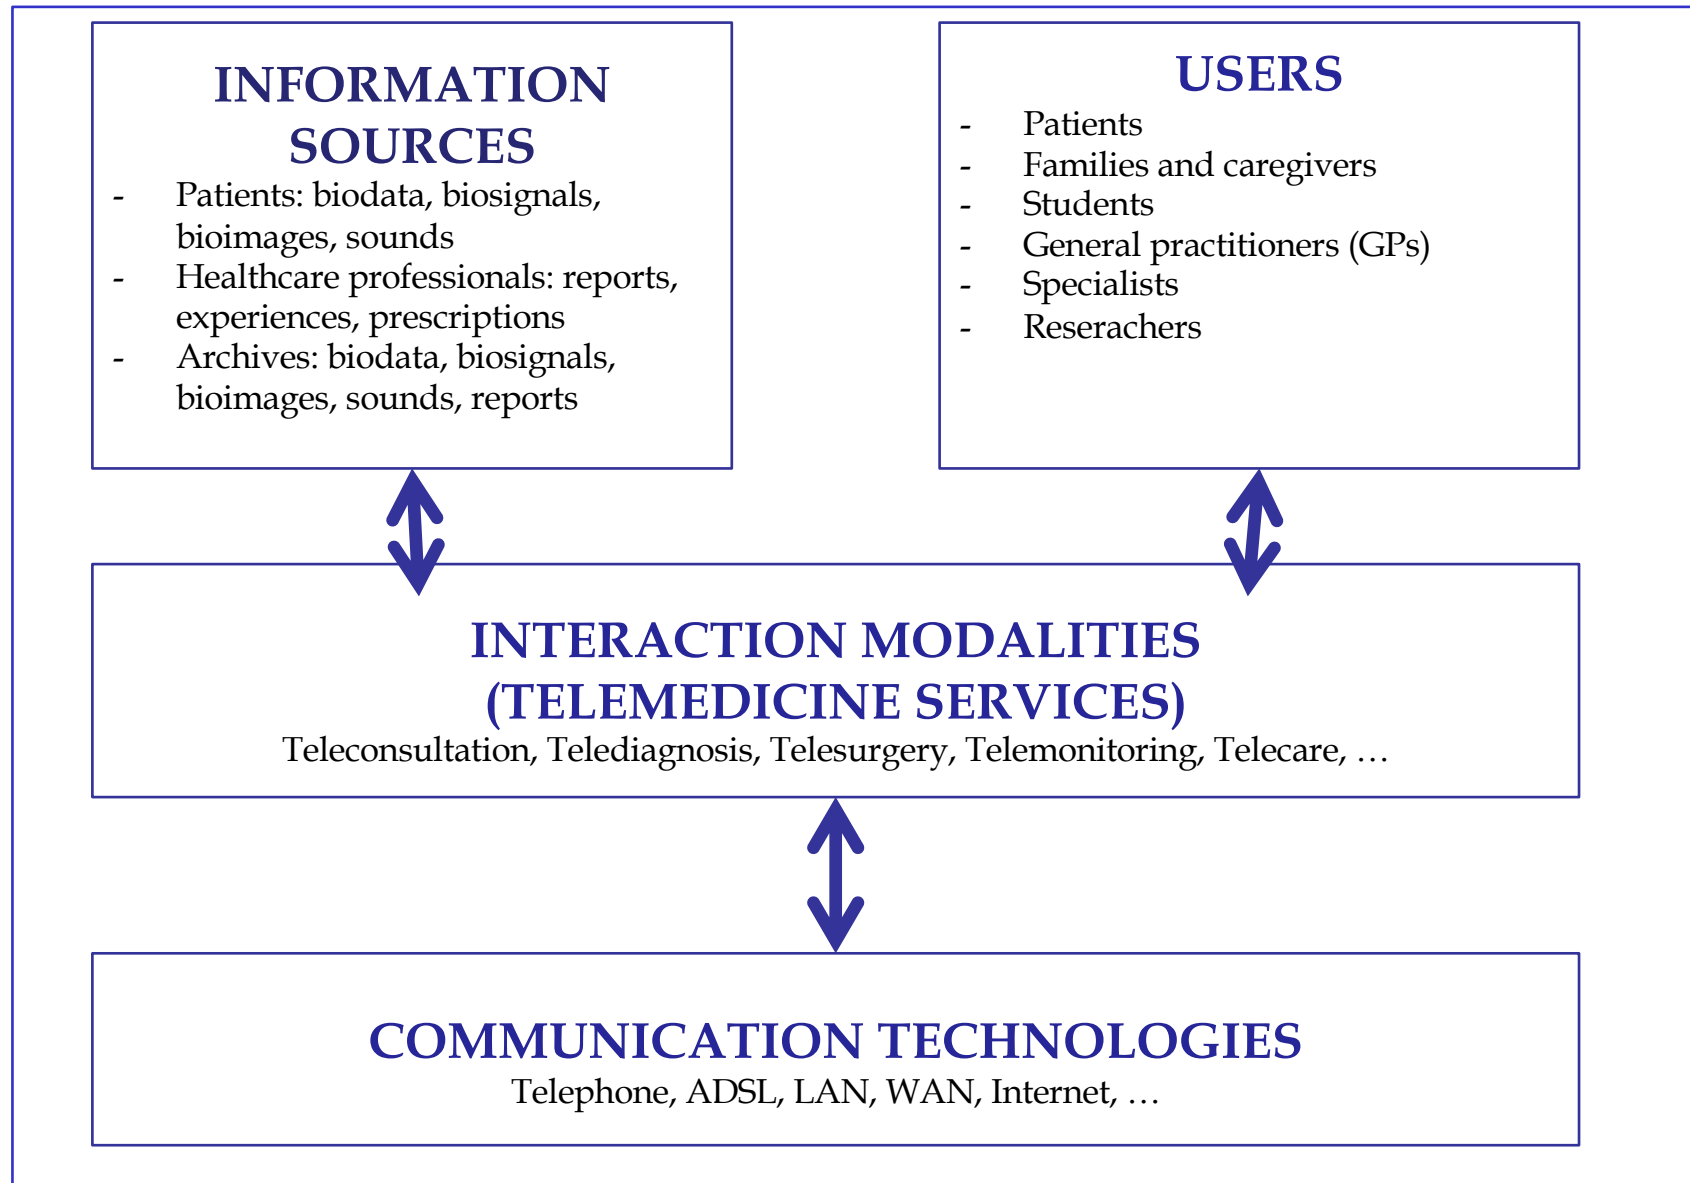 INFORMATION
SOURCES
- Patients: biodata, biosignals,
bioimages, sounds
- Healthcare professionals: reports,
experiences, prescriptions
- Archives: biodata, biosignals,
bioimages, sounds, reports
USERS
- Patients
- Families and caregivers
- Students
- General practitioners (GPs)
- Specialists
- Reserachers
INTERACTION MODALITIES
(TELEMEDICINE SERVICES)
Teleconsultation, Telediagnosis, Telesurgery, Telemonitoring, Telecare, …
COMMUNICATION TECHNOLOGIES
Telephone, ADSL, LAN, WAN, Internet, …